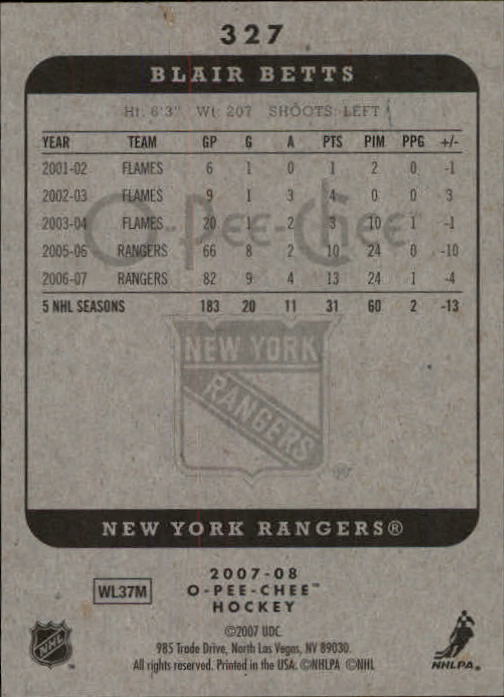 327
BLAIR BETTS
Ht: 6'3" Wt: 207 SHOOTS: LEFT
YEAR TEAM GP G A PTS PIM PPG +/-
2001-02 FLAMES 6 1 0 1 2 0 -1
2002-03 FLAMES 9 1 3 4 0 0 3
2003-04 FLAMES 20 1 2 3 10 1 -1
2005-06 RANGERS 66 8 2 10 24 0 -10
2006-07 RANGERS 82 9 4 13 24 1 -4
5 NHL SEASONS 183 20 11 31 60 2 -13
O-PEE-CHEE
NEW YORK
RANGERS
NEW YORK RANGERS®
2007-08
WL37M O-PEE-CHEE™
HOCKEY
©2007 UDC.
985 Trade Drive, North Las Vegas, NV 89030.
All rights reserved. Printed in the USA. ©NHLPA ©NHL
NHL
NHLPA